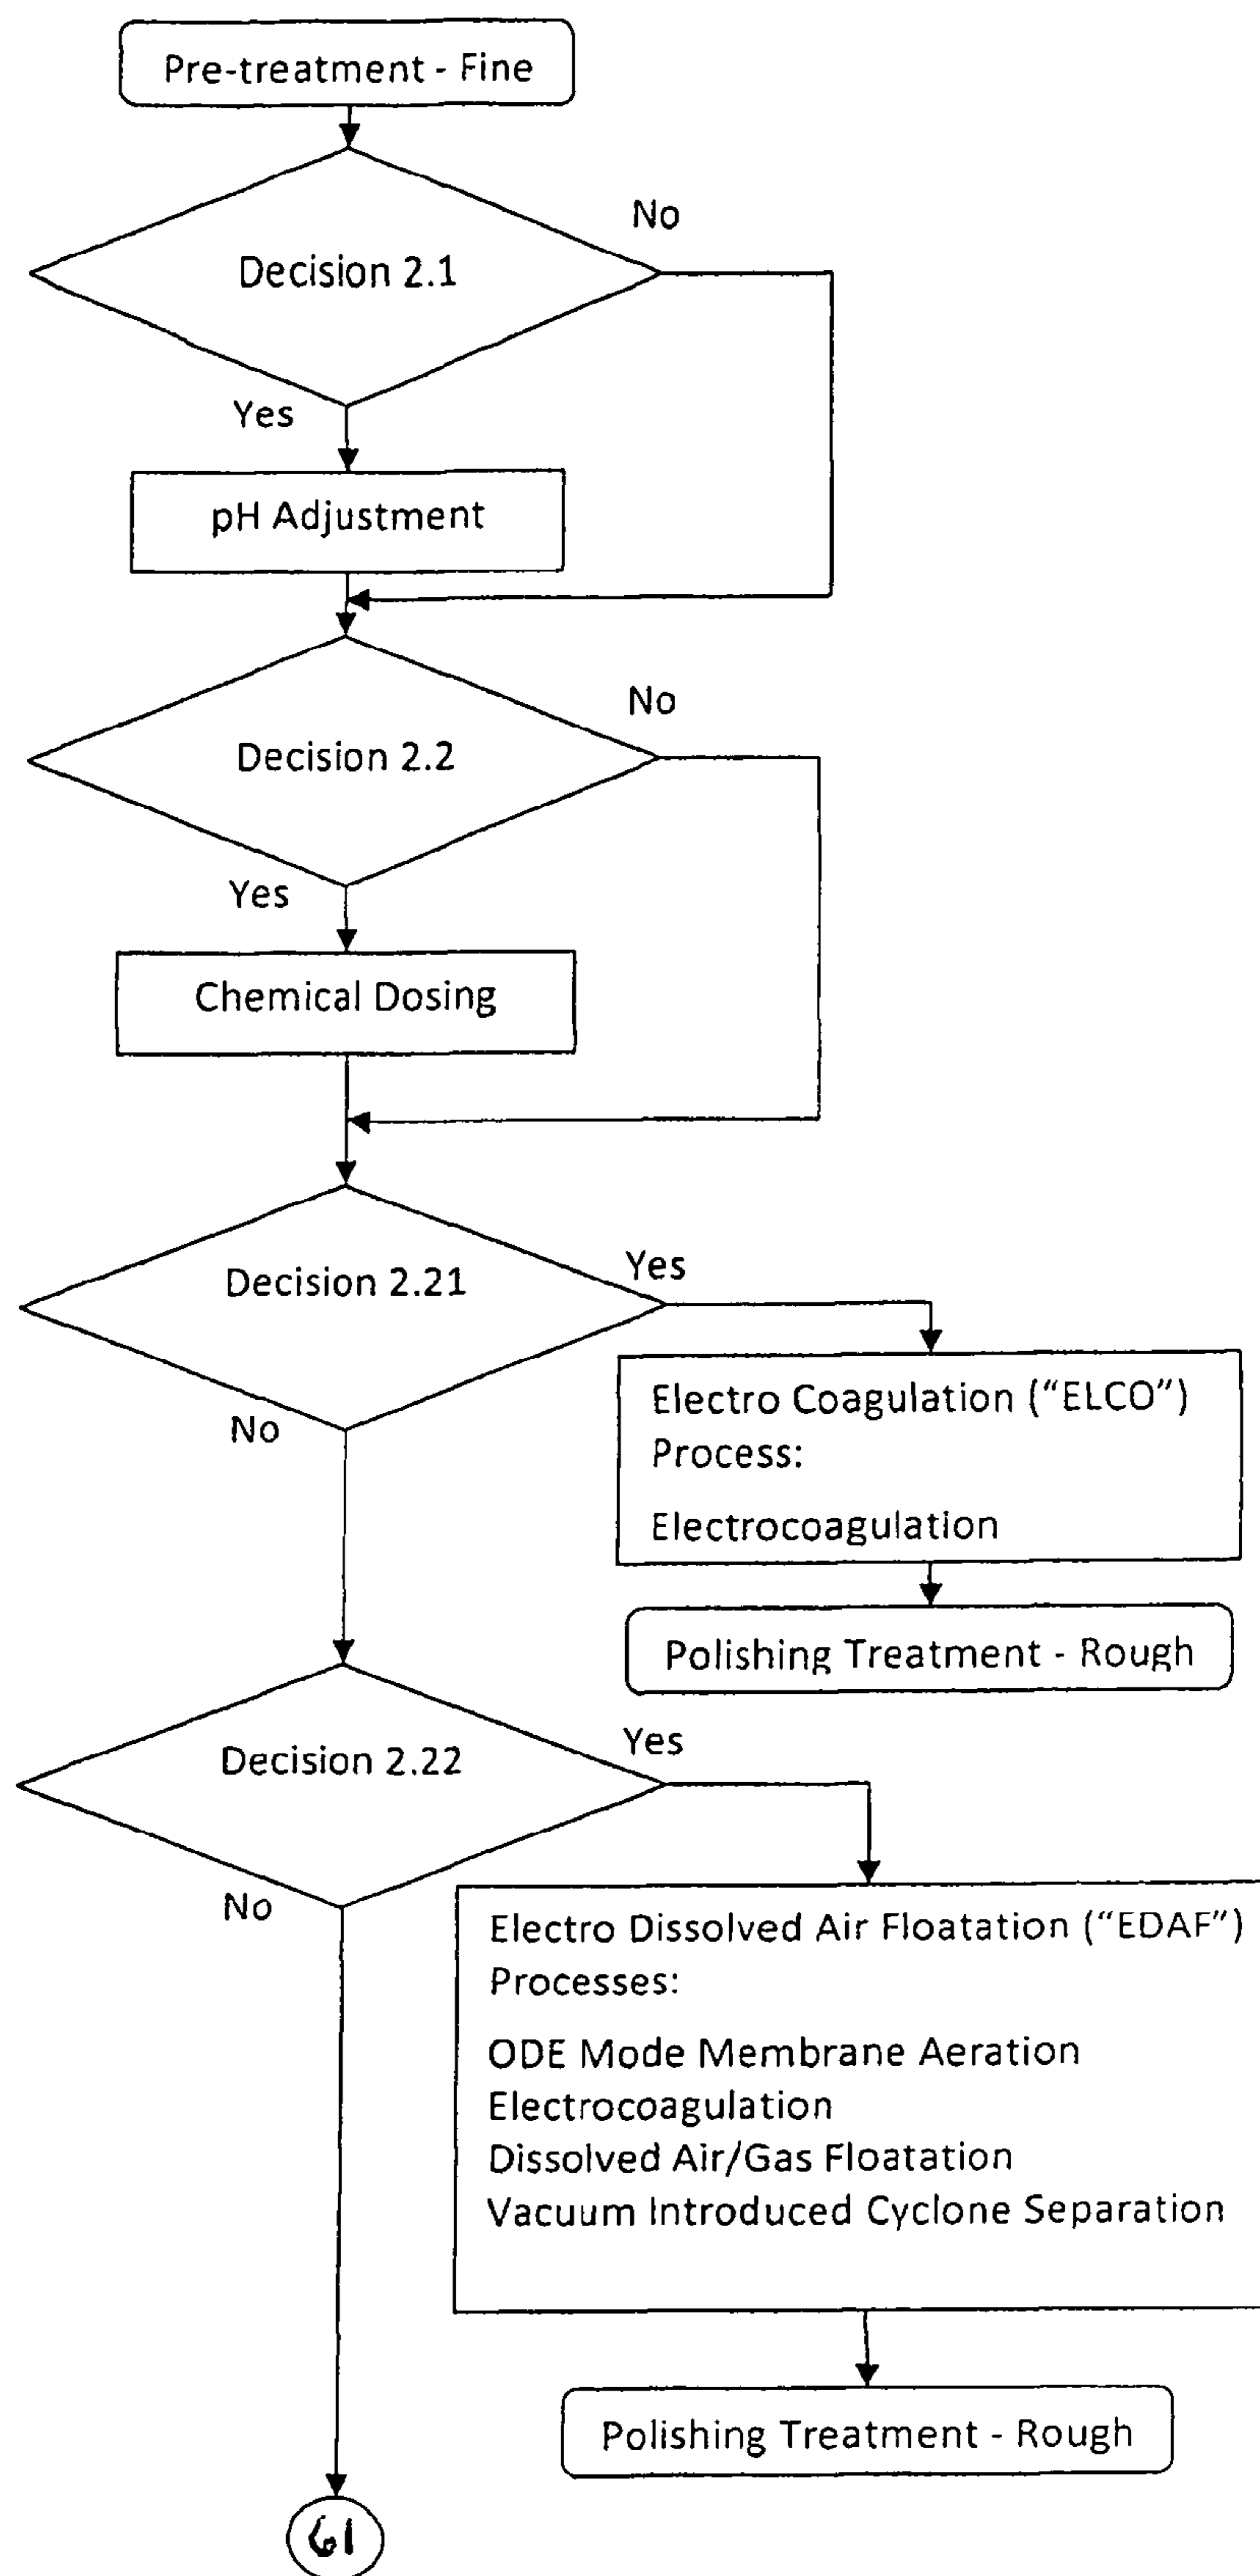 Pre-treatment - Fine
No
Decision 2.1
Yes
pH Adjustment
No
Decision 2.2
Yes
Chemical Dosing
Yes
Decision 2.21
Electro Coagulation (“ELCO”)
Process:
Electrocoagulation
No
Polishing Treatment - Rough
Yes
Decision 2.22
No
Electro Dissolved Air Floatation (“EDAF”)
Processes:
ODE Mode Membrane Aeration
Electrocoagulation
Dissolved Air/Gas Floatation
Vacuum Introduced Cyclone Separation
Polishing Treatment - Rough
61